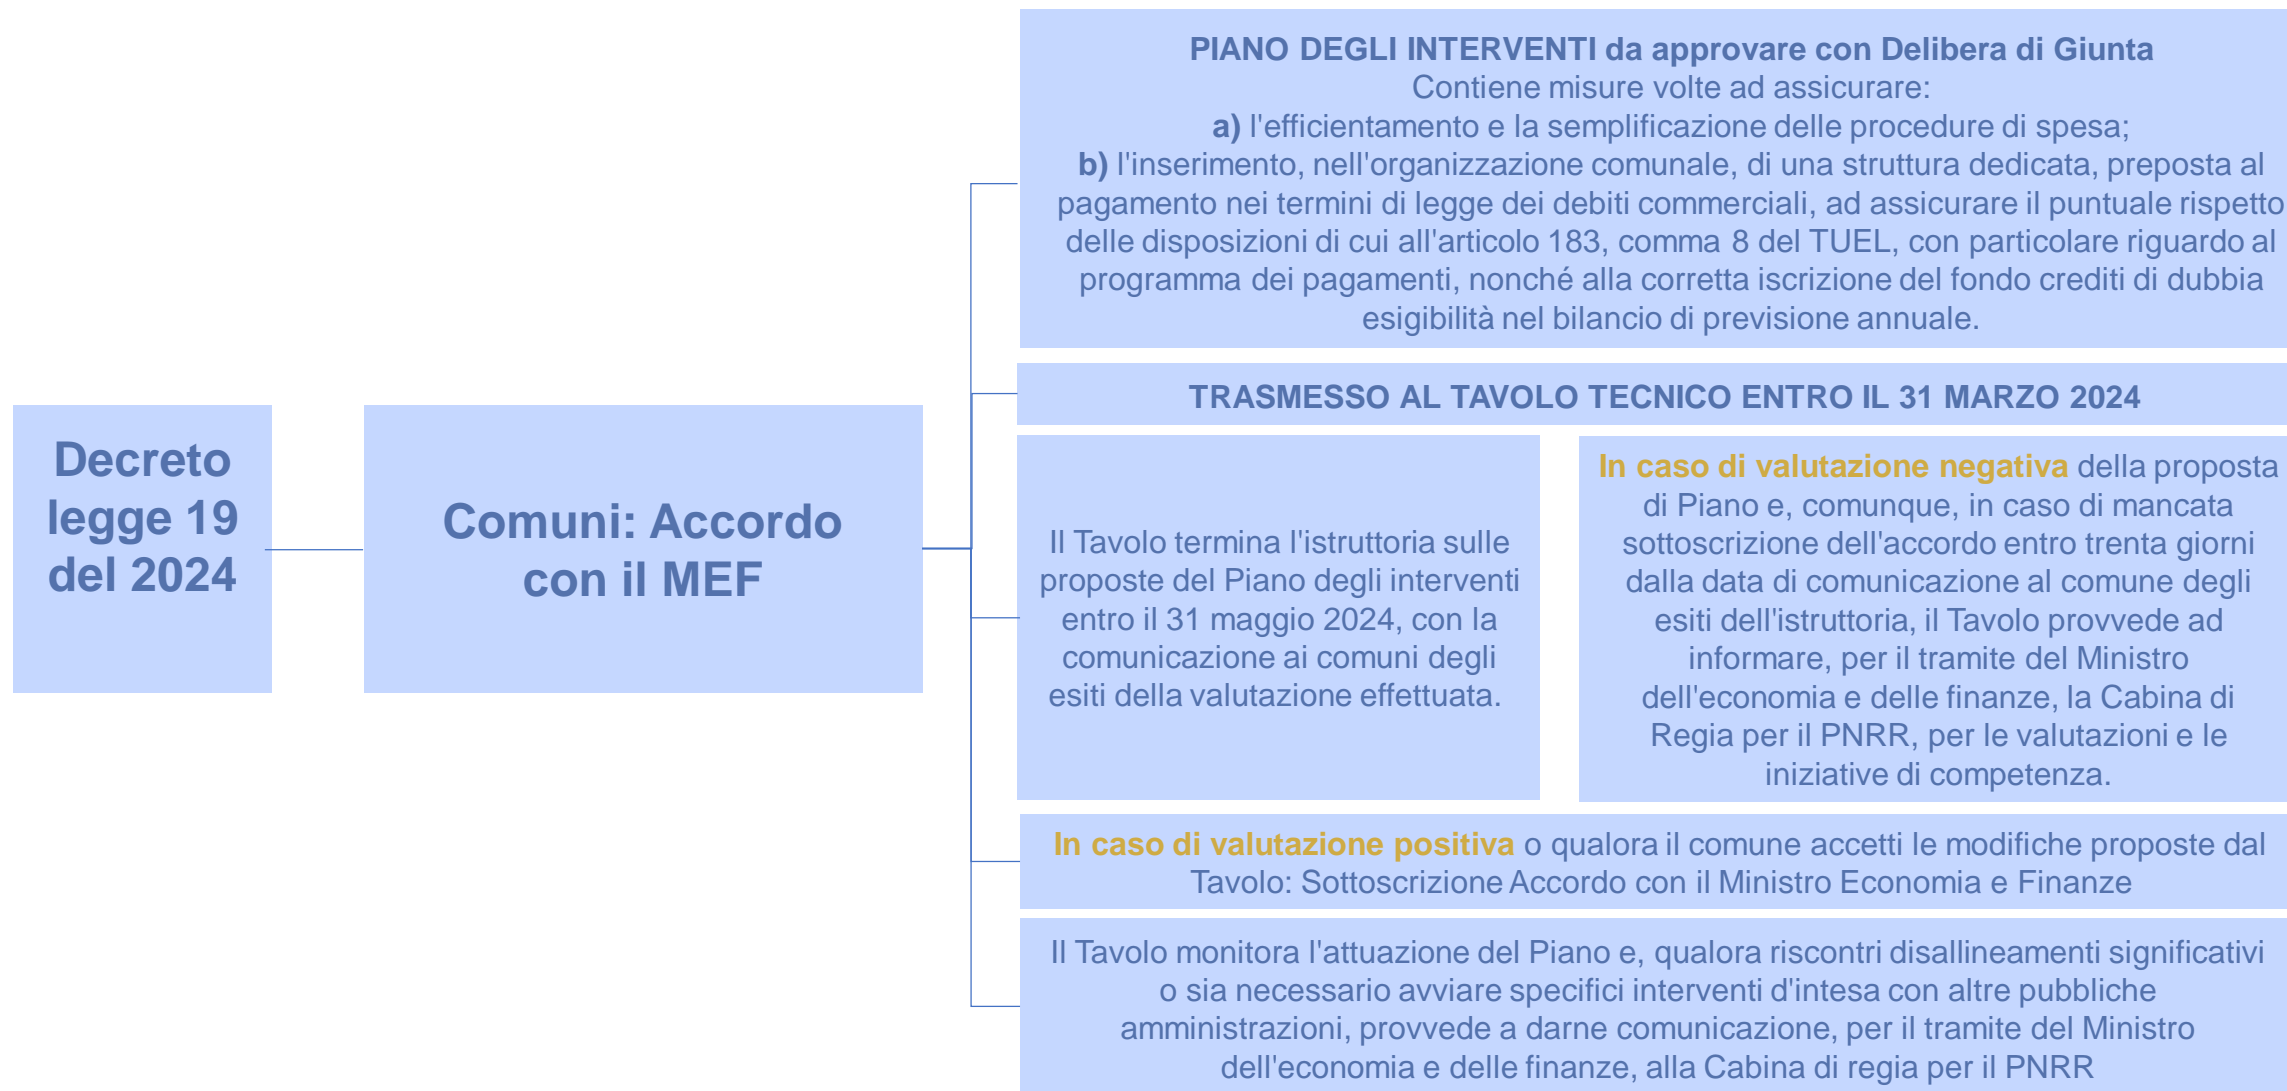 Decreto
legge 19
del 2024
Comuni: Accordo
con il MEF
PIANO DEGLI INTERVENTI da approvare con Delibera di Giunta
Contiene misure volte ad assicurare:
a) l'efficientamento e la semplificazione delle procedure di spesa;
b) l'inserimento, nell'organizzazione comunale, di una struttura dedicata, preposta al
pagamento nei termini di legge dei debiti commerciali, ad assicurare il puntuale rispetto
delle disposizioni di cui all'articolo 183, comma 8 del TUEL, con particolare riguardo al
programma dei pagamenti, nonché alla corretta iscrizione del fondo crediti di dubbia
esigibilità nel bilancio di previsione annuale.
TRASMESSO AL TAVOLO TECNICO ENTRO IL 31 MARZO 2024
Il Tavolo termina l'istruttoria sulle
proposte del Piano degli interventi
entro il 31 maggio 2024, con la
comunicazione ai comuni degli
esiti della valutazione effettuata.
In caso di valutazione negativa della proposta
di Piano e, comunque, in caso di mancata
sottoscrizione dell'accordo entro trenta giorni
dalla data di comunicazione al comune degli
esiti dell'istruttoria, il Tavolo provvede ad
informare, per il tramite del Ministro
dell'economia e delle finanze, la Cabina di
Regia per il PNRR, per le valutazioni e le
iniziative di competenza.
In caso di valutazione positiva o qualora il comune accetti le modifiche proposte dal
Tavolo: Sottoscrizione Accordo con il Ministro Economia e Finanze
Il Tavolo monitora l'attuazione del Piano e, qualora riscontri disallineamenti significativi
o sia necessario avviare specifici interventi d'intesa con altre pubbliche
amministrazioni, provvede a darne comunicazione, per il tramite del Ministro
dell'economia e delle finanze, alla Cabina di regia per il PNRR